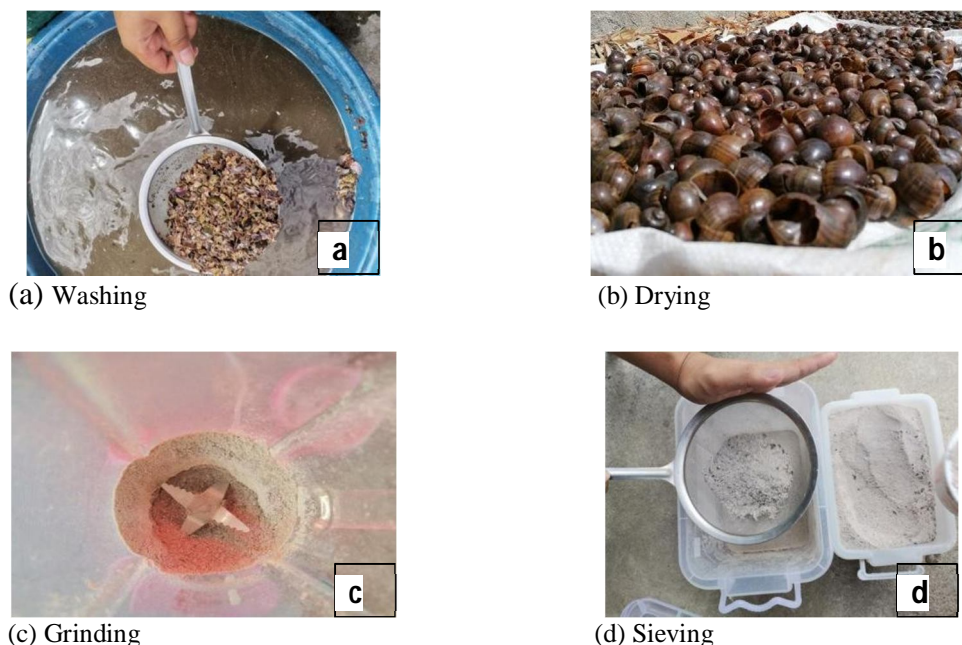 a
b
(a) Washing
(b) Drying
c
d
(c) Grinding
(d) Sieving